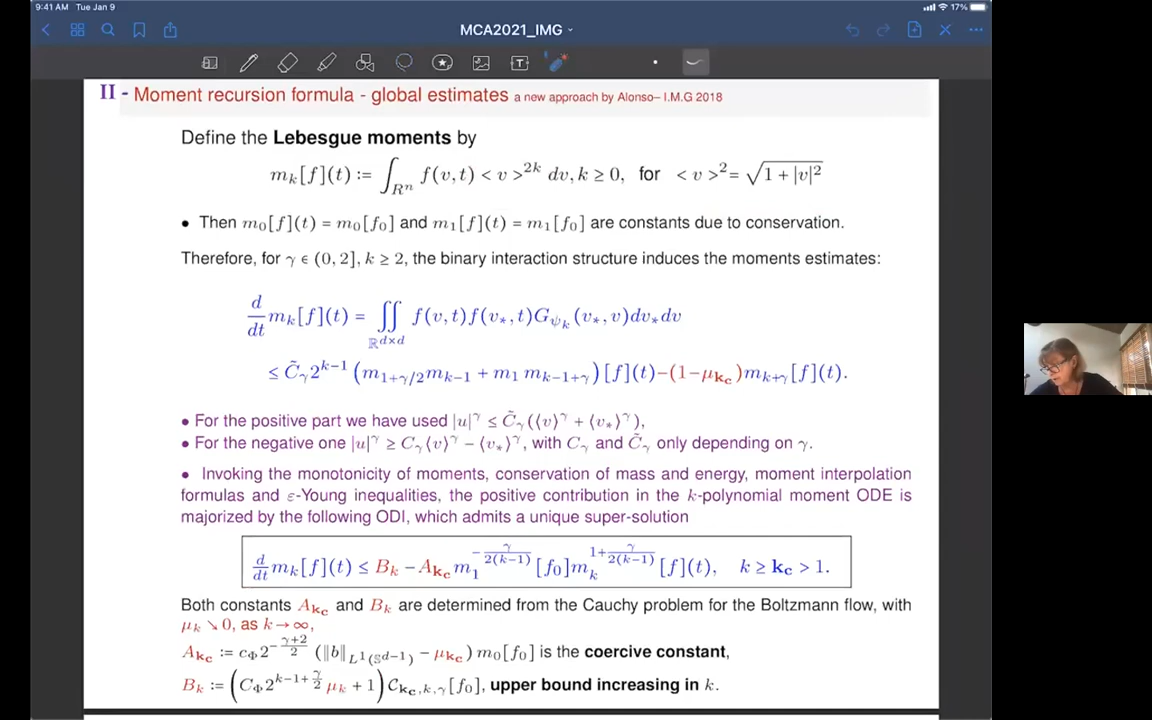 9:41 AM Tue Jan 9
17%
MCA2021_IMG
II - Moment recursion formula - global estimates a new approach by Alonso– I.M.G 2018
Define the Lebesgue moments by
m_k[f](t) := ∫_{R^n} f(v,t) < v >^{2k} dv, k ≥ 0, for < v >^2 = √(1 + |v|^2)
• Then m_0[f](t) = m_0[f_0] and m_1[f](t) = m_1[f_0] are constants due to conservation.
Therefore, for γ ∈ (0, 2], k ≥ 2, the binary interaction structure induces the moments estimates:
d/dt m_k[f](t) = ∬_{ℝ^{d×d}} f(v,t)f(v_*,t)G_{ψ_k}(v_*,v)dv_*dv
≤ C̃_γ 2^{k−1} (m_{1+γ/2}m_{k−1} + m_1 m_{k−1+γ}) [f](t)−(1−μ_{k_c})m_{k+γ}[f](t).
• For the positive part we have used |u|^γ ≤ C̃_γ(⟨v⟩^γ + ⟨v_*⟩^γ),
• For the negative one |u|^γ ≥ C_γ⟨v⟩^γ − ⟨v_*⟩^γ, with C_γ and C̃_γ only depending on γ.
• Invoking the monotonicity of moments, conservation of mass and energy, moment interpolation
formulas and ε-Young inequalities, the positive contribution in the k-polynomial moment ODE is
majorized by the following ODI, which admits a unique super-solution
d/dt m_k[f](t) ≤ B_k − A_{k_c} m_1^{−γ/(2(k−1))}[f_0] m_k^{1+γ/(2(k−1))}[f](t), k ≥ k_c > 1.
Both constants A_{k_c} and B_k are determined from the Cauchy problem for the Boltzmann flow, with
μ_k ↘ 0, as k → ∞,
A_{k_c} := c_Φ 2^{−(γ+2)/2} (‖b‖_{L^1(𝕊^{d−1})} − μ_{k_c}) m_0[f_0] is the coercive constant,
B_k := (C_Φ 2^{k−1+γ/2} μ_k + 1) C_{k_c,k,γ}[f_0], upper bound increasing in k.